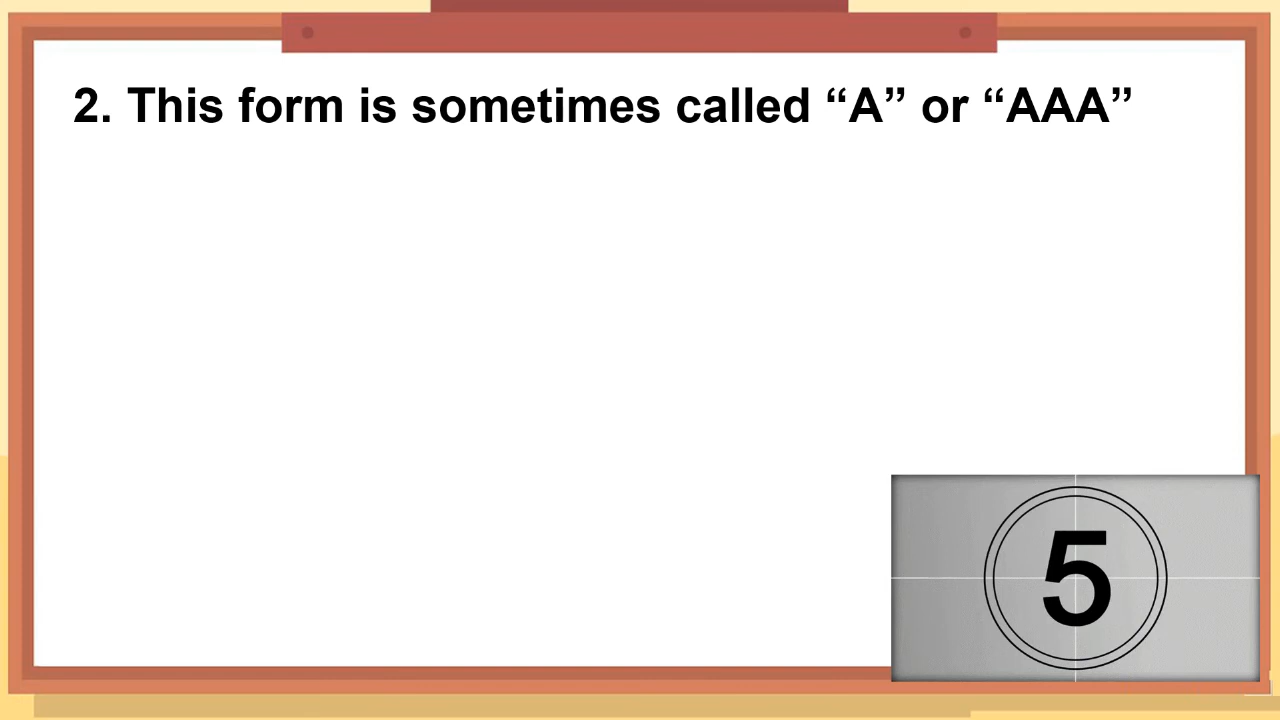 2. This form is sometimes called “A” or “AAA”
5